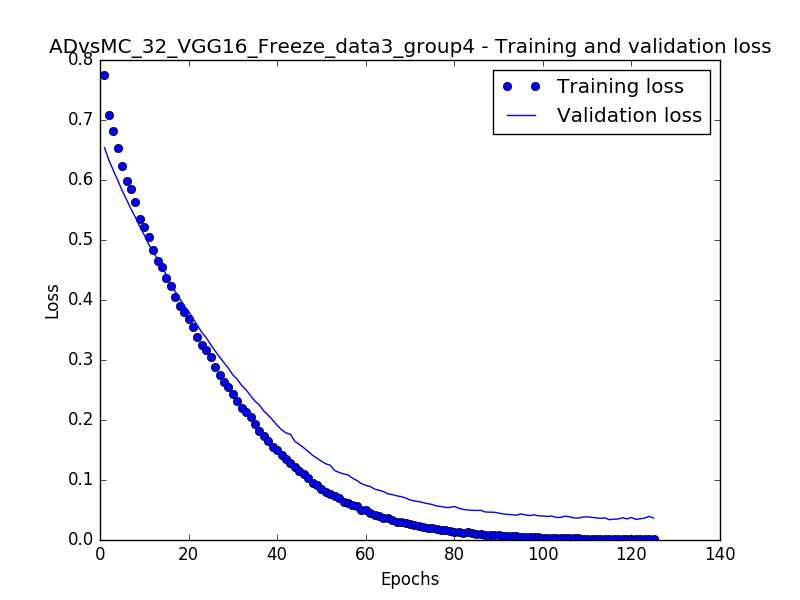 ADvsMC_32_VGG16_Freeze_data3_group4 - Training and validation loss
Training loss
Validation loss
0.8
0.7
0.6
0.5
0.4
0.3
0.2
0.1
0.0
Loss
0 20 40 60 80 100 120 140
Epochs